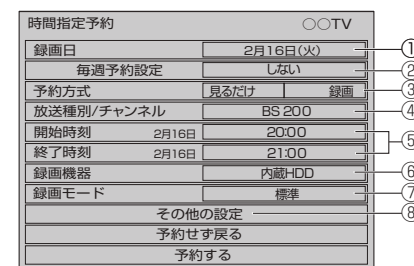 時間指定予約 ○○TV
録画日 2月16日(火) ①
毎週予約設定 しない ②
予約方式 見るだけ 録画 ③
放送種別/チャンネル BS 200 ④
開始時刻 2月16日 20:00 ⑤
終了時刻 2月16日 21:00
録画機器 内蔵HDD ⑥
録画モード 標準 ⑦
その他の設定 ⑧
予約せず戻る
予約する